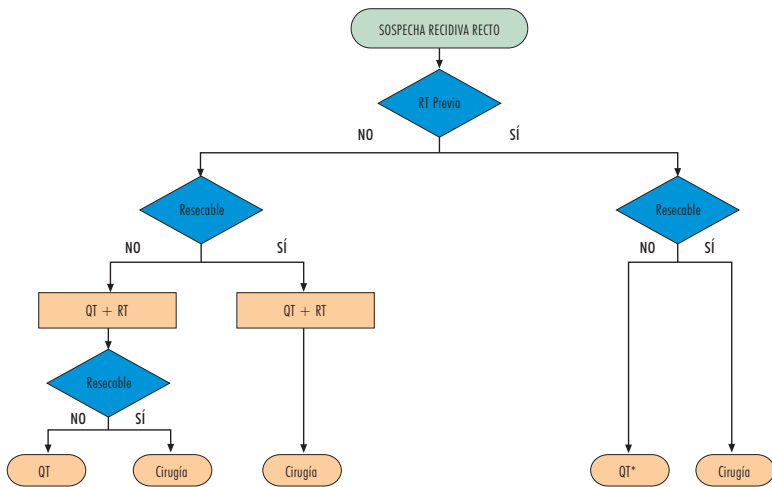 SOSPECHA RECIDIVA RECTO
RT Previa
NO
SÍ
Resecable
Resecable
NO
SÍ
NO
SÍ
QT + RT
QT + RT
Resecable
NO
SÍ
QT
Cirugía
Cirugía
QT*
Cirugía